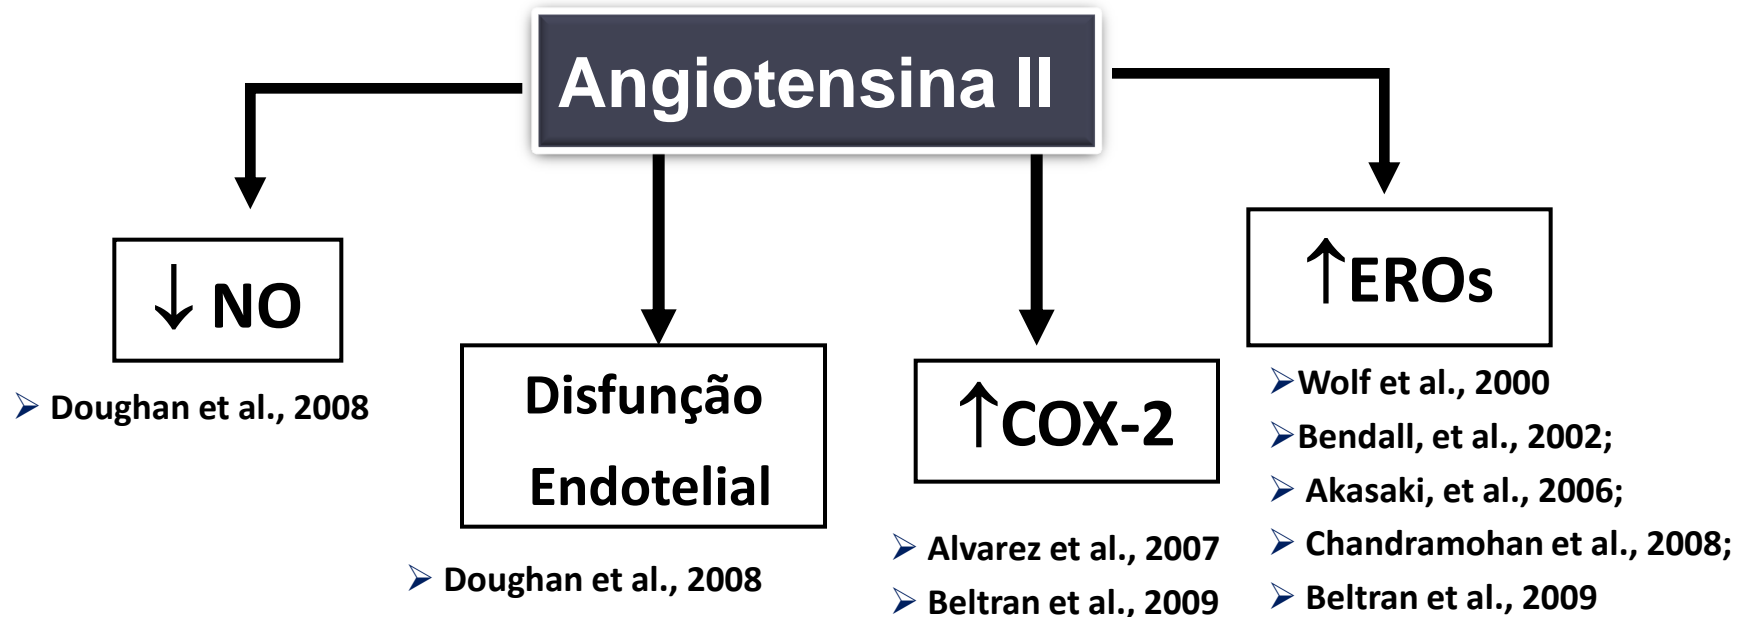 Angiotensina II
↓ NO
➢ Doughan et al., 2008
Disfunção
Endotelial
➢ Doughan et al., 2008
↑COX-2
➢ Alvarez et al., 2007
➢ Beltran et al., 2009
↑EROs
➢Wolf et al., 2000
➢Bendall, et al., 2002;
➢ Akasaki, et al., 2006;
➢ Chandramohan et al., 2008;
➢ Beltran et al., 2009